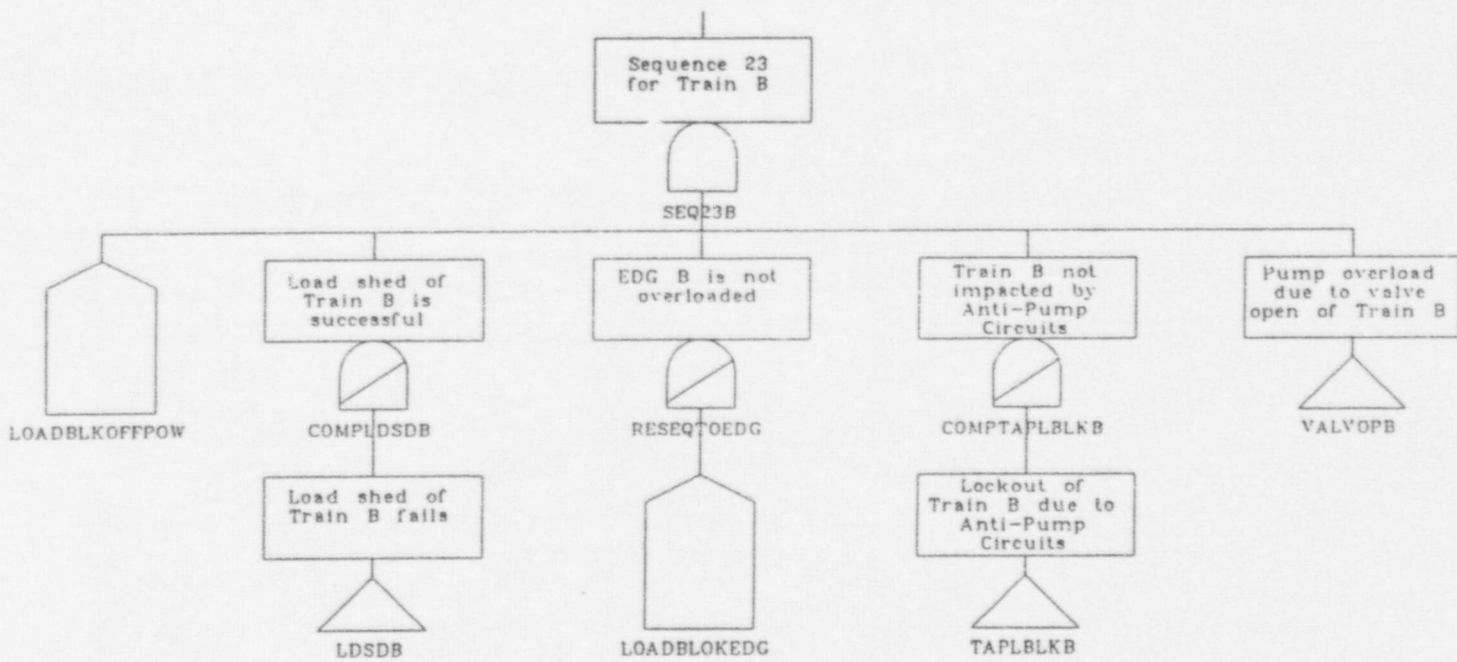 Sequence 23
for Train B
SEQ23B
LOADBLKOFFPOW
Load shed of
Train B is
successful
COMPLDSDB
Load shed of
Train B fails
LDSDB
EDG B is not
overloaded
RESEQTOEDG
LOADBLOKEDG
Train B not
impacted by
Anti-Pump
Circuits
COMPTAPLBLKB
Lockout of
Train B due to
Anti-Pump
Circuits
TAPLBLKB
Pump overload
due to valve
open of Train B
VALVOPB